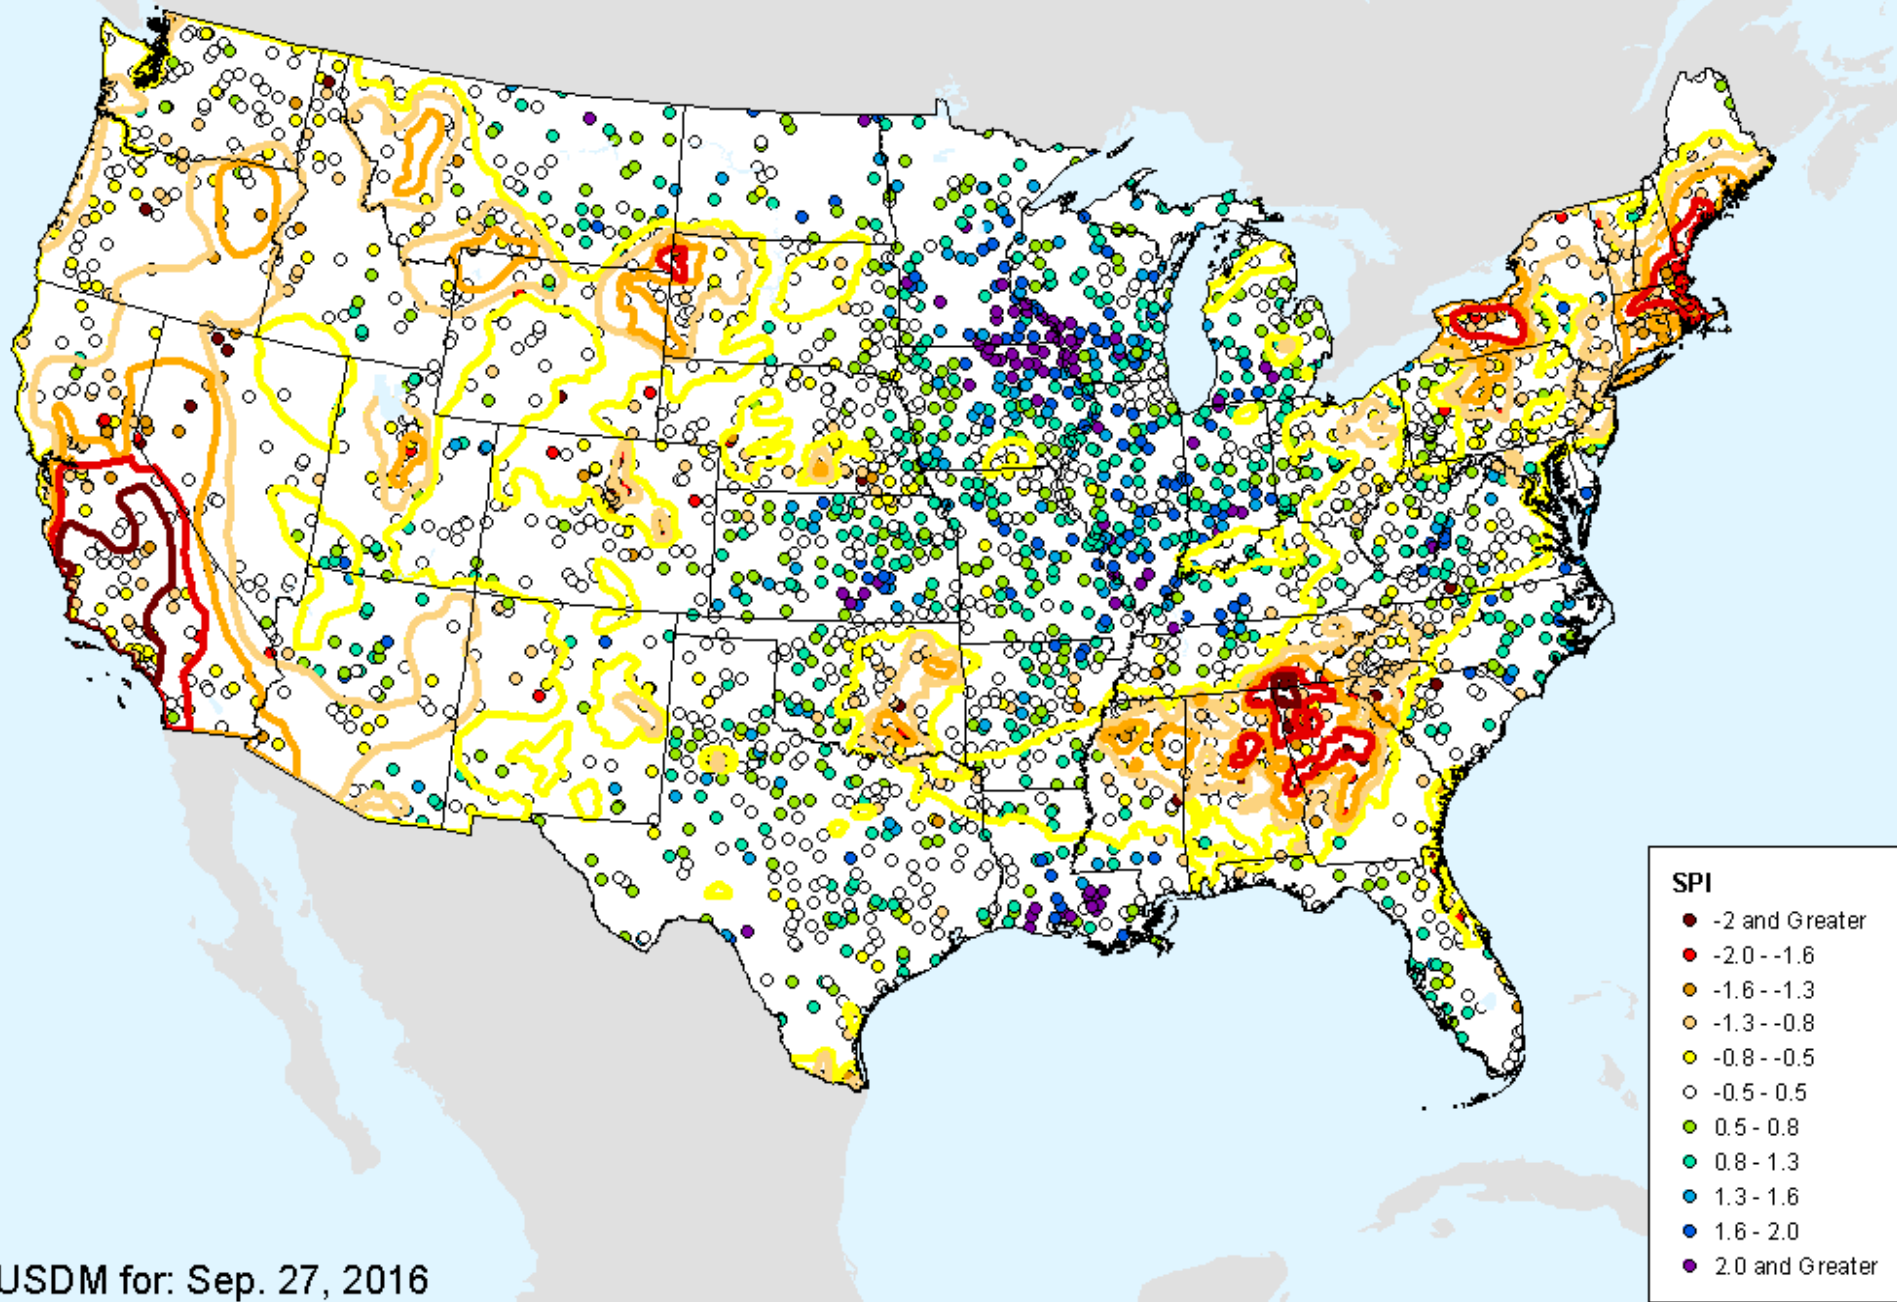 SPI
-2 and Greater
-2.0 - -1.6
-1.6 - -1.3
-1.3 - -0.8
-0.8 - -0.5
-0.5 - 0.5
0.5 - 0.8
0.8 - 1.3
1.3 - 1.6
1.6 - 2.0
2.0 and Greater
USDM for: Sep. 27, 2016